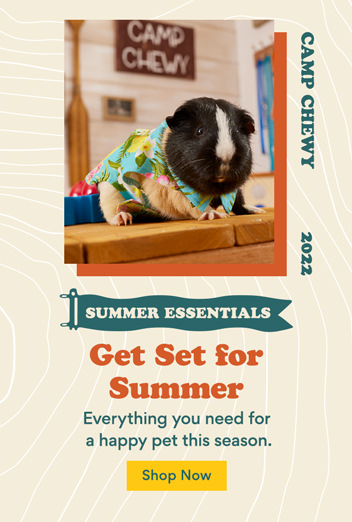 CAMP
CHEWY
CAMP CHEWY 2022
SUMMER ESSENTIALS
Get Set for
Summer
Everything you need for
a happy pet this season.
Shop Now